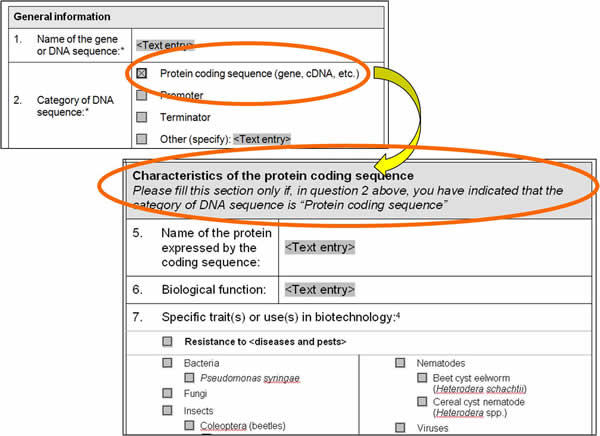 General information
1. Name of the gene
or DNA sequence:*
<Text entry>
2. Category of DNA
sequence:*
Protein coding sequence (gene, cDNA, etc.)
Promoter
Terminator
Other (specify): <Text entry>
Characteristics of the protein coding sequence
Please fill this section only if, in question 2 above, you have indicated that the
category of DNA sequence is “Protein coding sequence”
5. Name of the protein
expressed by the
coding sequence:
<Text entry>
6. Biological function:
<Text entry>
7. Specific trait(s) or use(s) in biotechnology:4
Resistance to <diseases and pests>
Bacteria
Pseudomonas syringae
Fungi
Insects
Coleoptera (beetles)
Nematodes
Beet cyst eelworm
(Heterodera schachtii)
Cereal cyst nematode
(Heterodera spp.)
Viruses